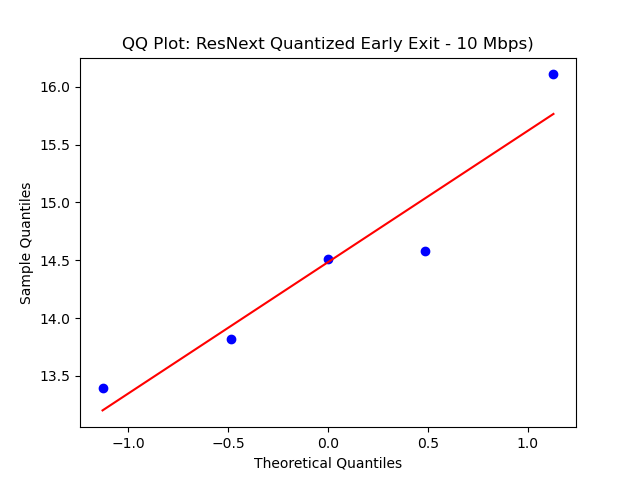 QQ Plot: ResNext Quantized Early Exit - 10 Mbps)
16.0
15.5
15.0
14.5
14.0
13.5
Sample Quantiles
−1.0 −0.5 0.0 0.5 1.0
Theoretical Quantiles